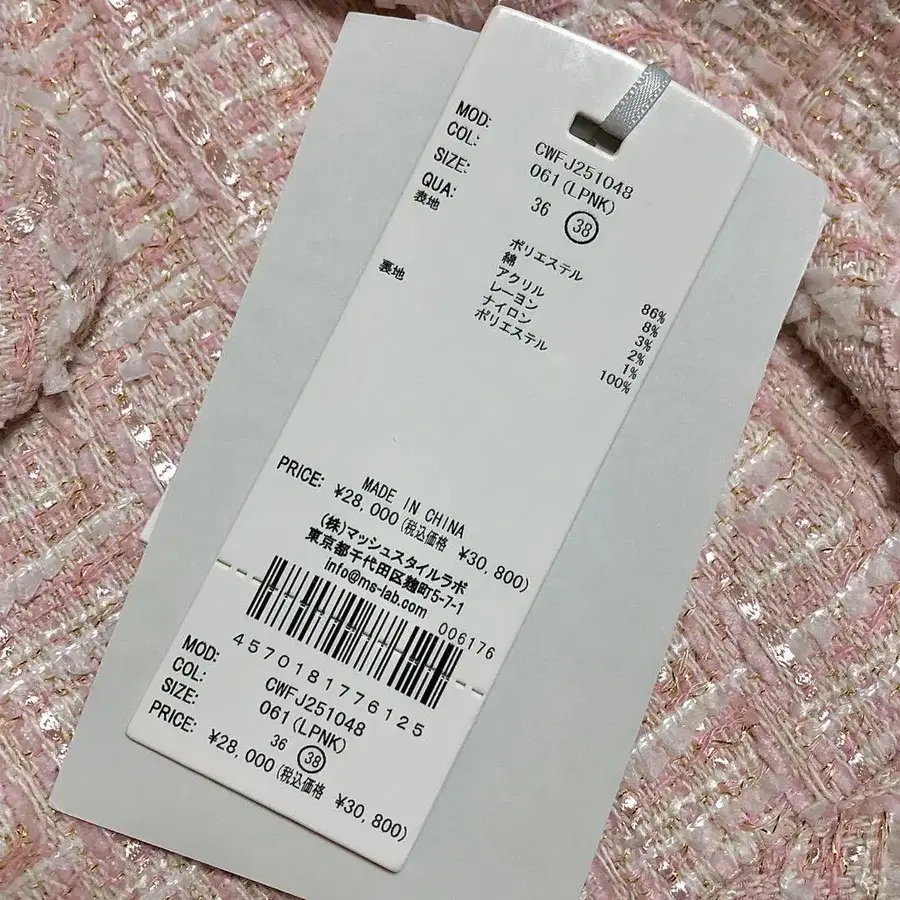 MOD: CWFJ251048
COL: 061(LPNK)
SIZE: 36 38
QUA:
表地 ポリエステル 86%
綿 8%
アクリル 3%
レーヨン 2%
ナイロン 1%
裏地 ポリエステル 100%
MADE IN CHINA
PRICE: ¥28,000(税込価格 ¥30,800)
(株)マッシュスタイルラボ
東京都千代田区麹町5-7-1
info@ms-lab.com
006176
4570181776125
MOD: CWFJ251048
COL: 061(LPNK)
SIZE: 36 38
PRICE: ¥28,000(税込価格 ¥30,800)